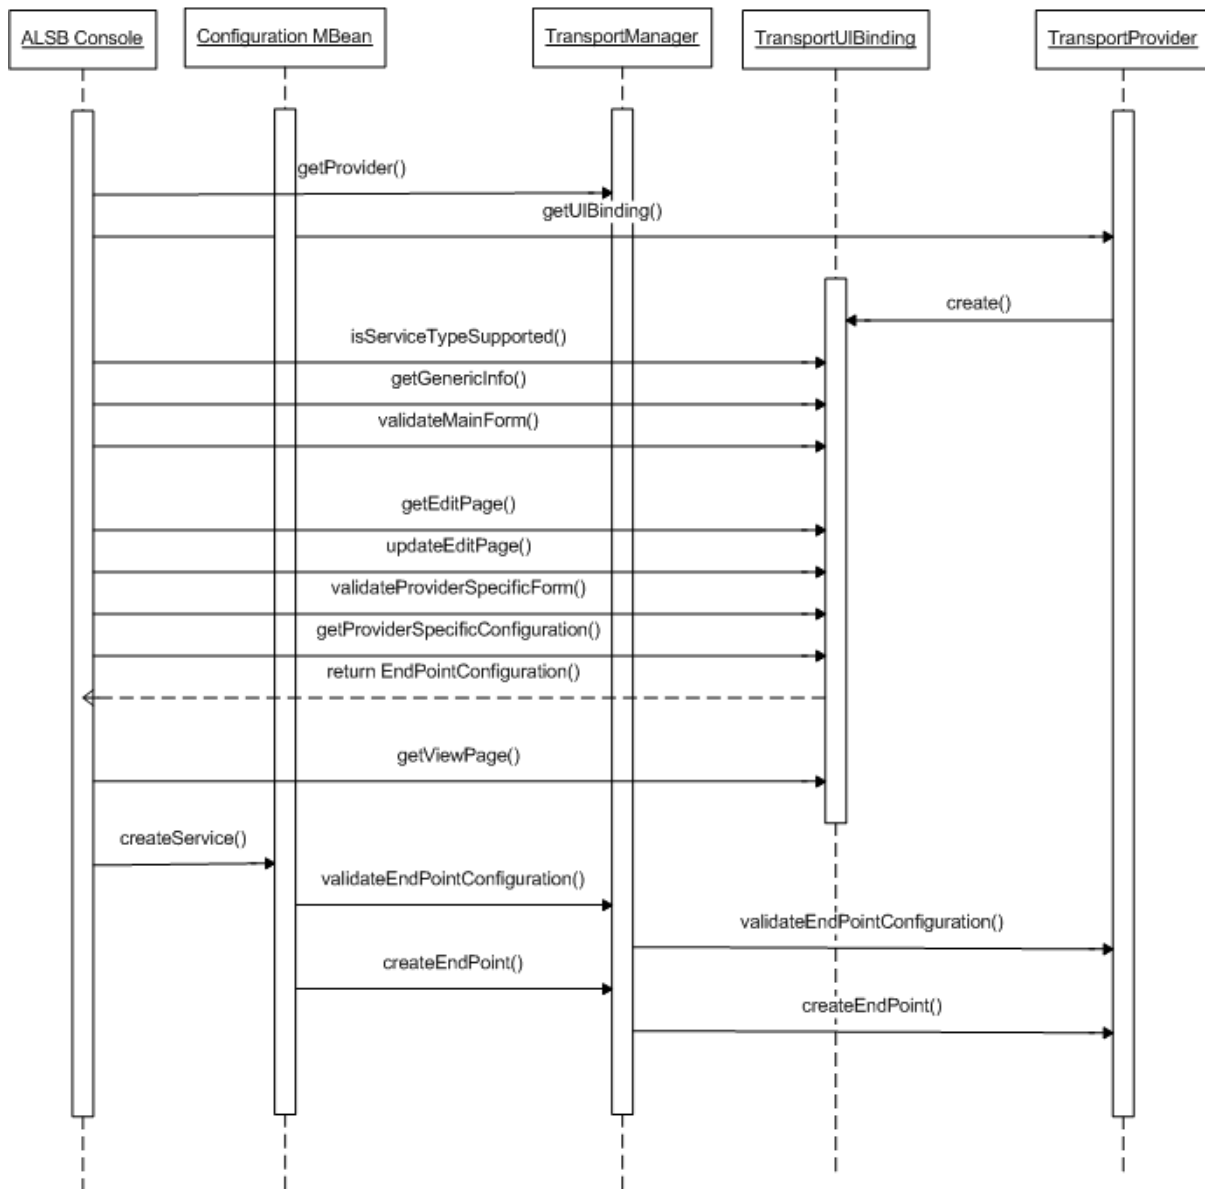 ALSB Console
Configuration MBean
TransportManager
TransportUIBinding
TransportProvider
getProvider()
getUIBinding()
create()
isServiceTypeSupported()
getGenericInfo()
validateMainForm()
getEditPage()
updateEditPage()
validateProviderSpecificForm()
getProviderSpecificConfiguration()
return EndPointConfiguration()
getViewPage()
createService()
validateEndPointConfiguration()
validateEndPointConfiguration()
createEndPoint()
createEndPoint()